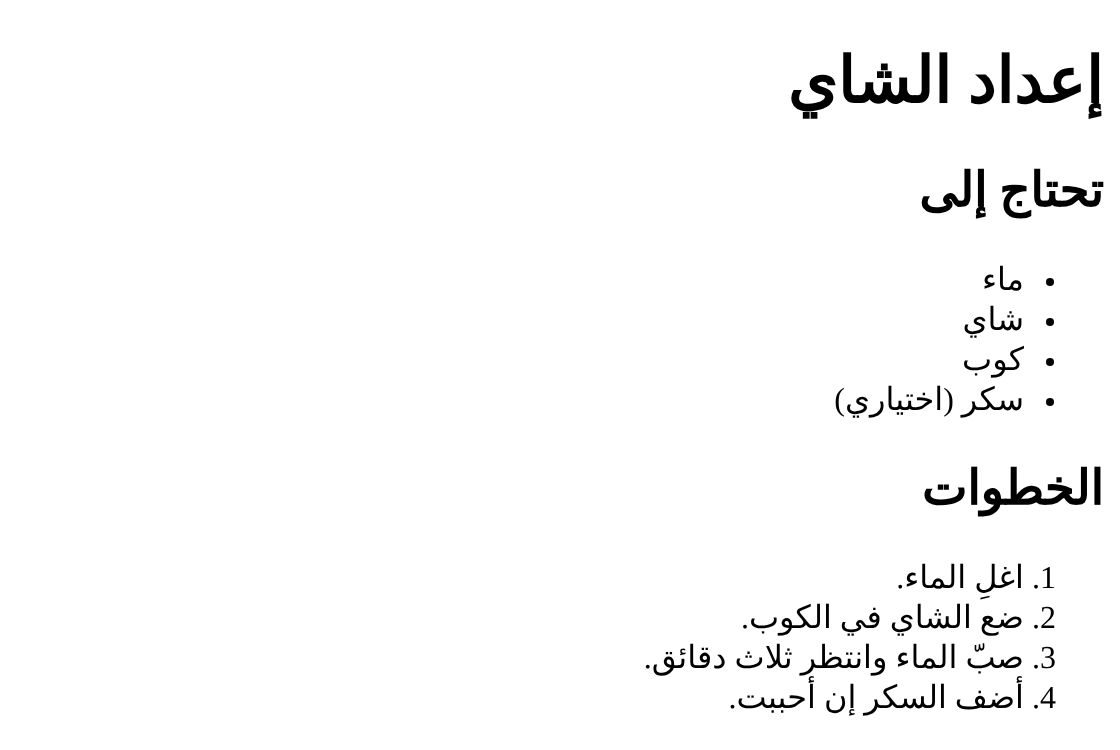 إعداد الشاي
تحتاج إلى
• ماء
• شاي
• كوب
• سكر (اختياري)
الخطوات
1. اغلِ الماء.
2. ضع الشاي في الكوب.
3. صبّ الماء وانتظر ثلاث دقائق.
4. أضف السكر إن أحببت.